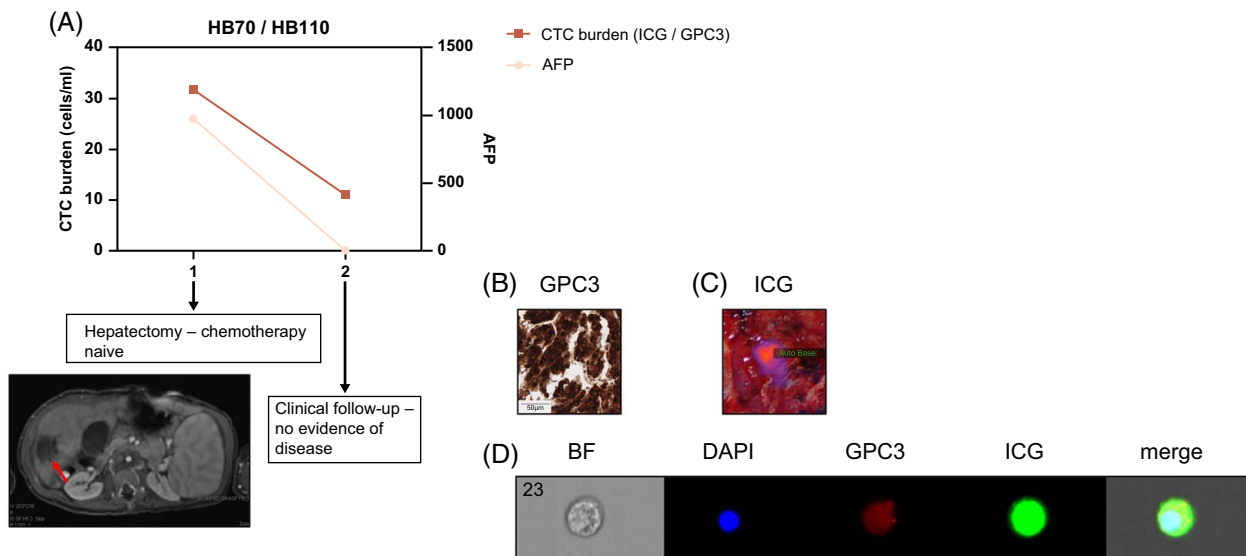 (A)
HB70 / HB110
CTC burden (ICG / GPC3)
AFP
CTC burden (cells/ml)
40
30
20
10
0
1500
1000
500
0
AFP
1
2
Hepatectomy – chemotherapy
naive
Clinical follow-up –
no evidence of
disease
(B)
GPC3
50μm
(C)
ICG
Auto Base:
(D)
BF
DAPI
GPC3
ICG
merge
23